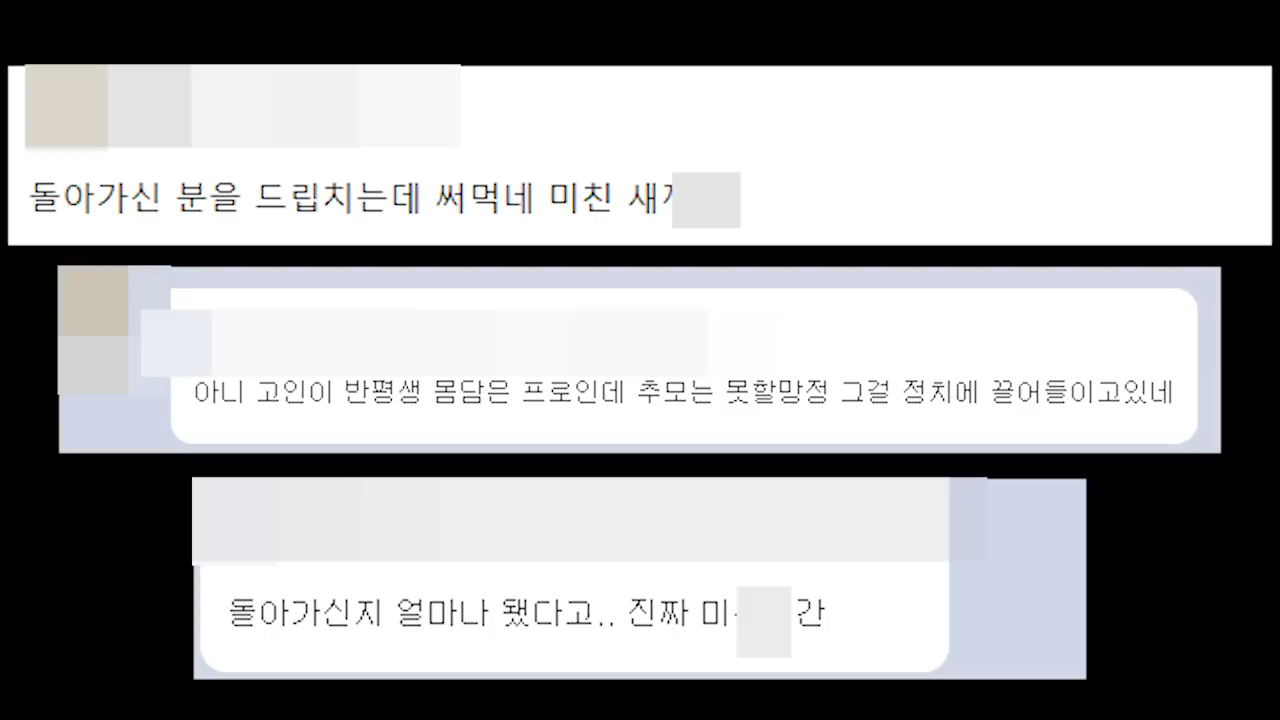 돌아가신 분을 드립치는데 써먹네 미친
아니 고인이 반평생 몸담은 프로인데 추모는 못할망정 그걸 정치에 끌어들이고있네
돌아가신지 얼마나 됐다고.. 진짜